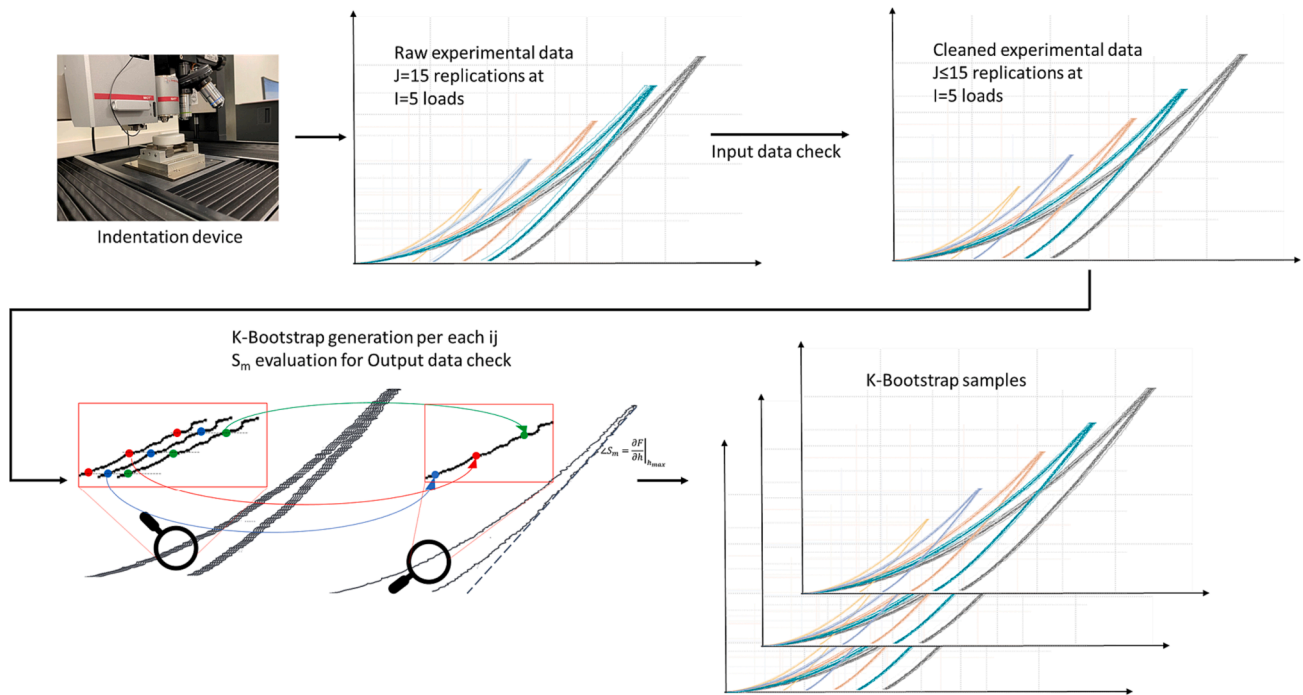 Raw experimental data
J=15 replications at
I=5 loads
Cleaned experimental data
J≤15 replications at
I=5 loads
Input data check
Indentation device
K-Bootstrap generation per each ij
Sm evaluation for Output data check
∠Sm = ∂F/∂h|hmax
K-Bootstrap samples